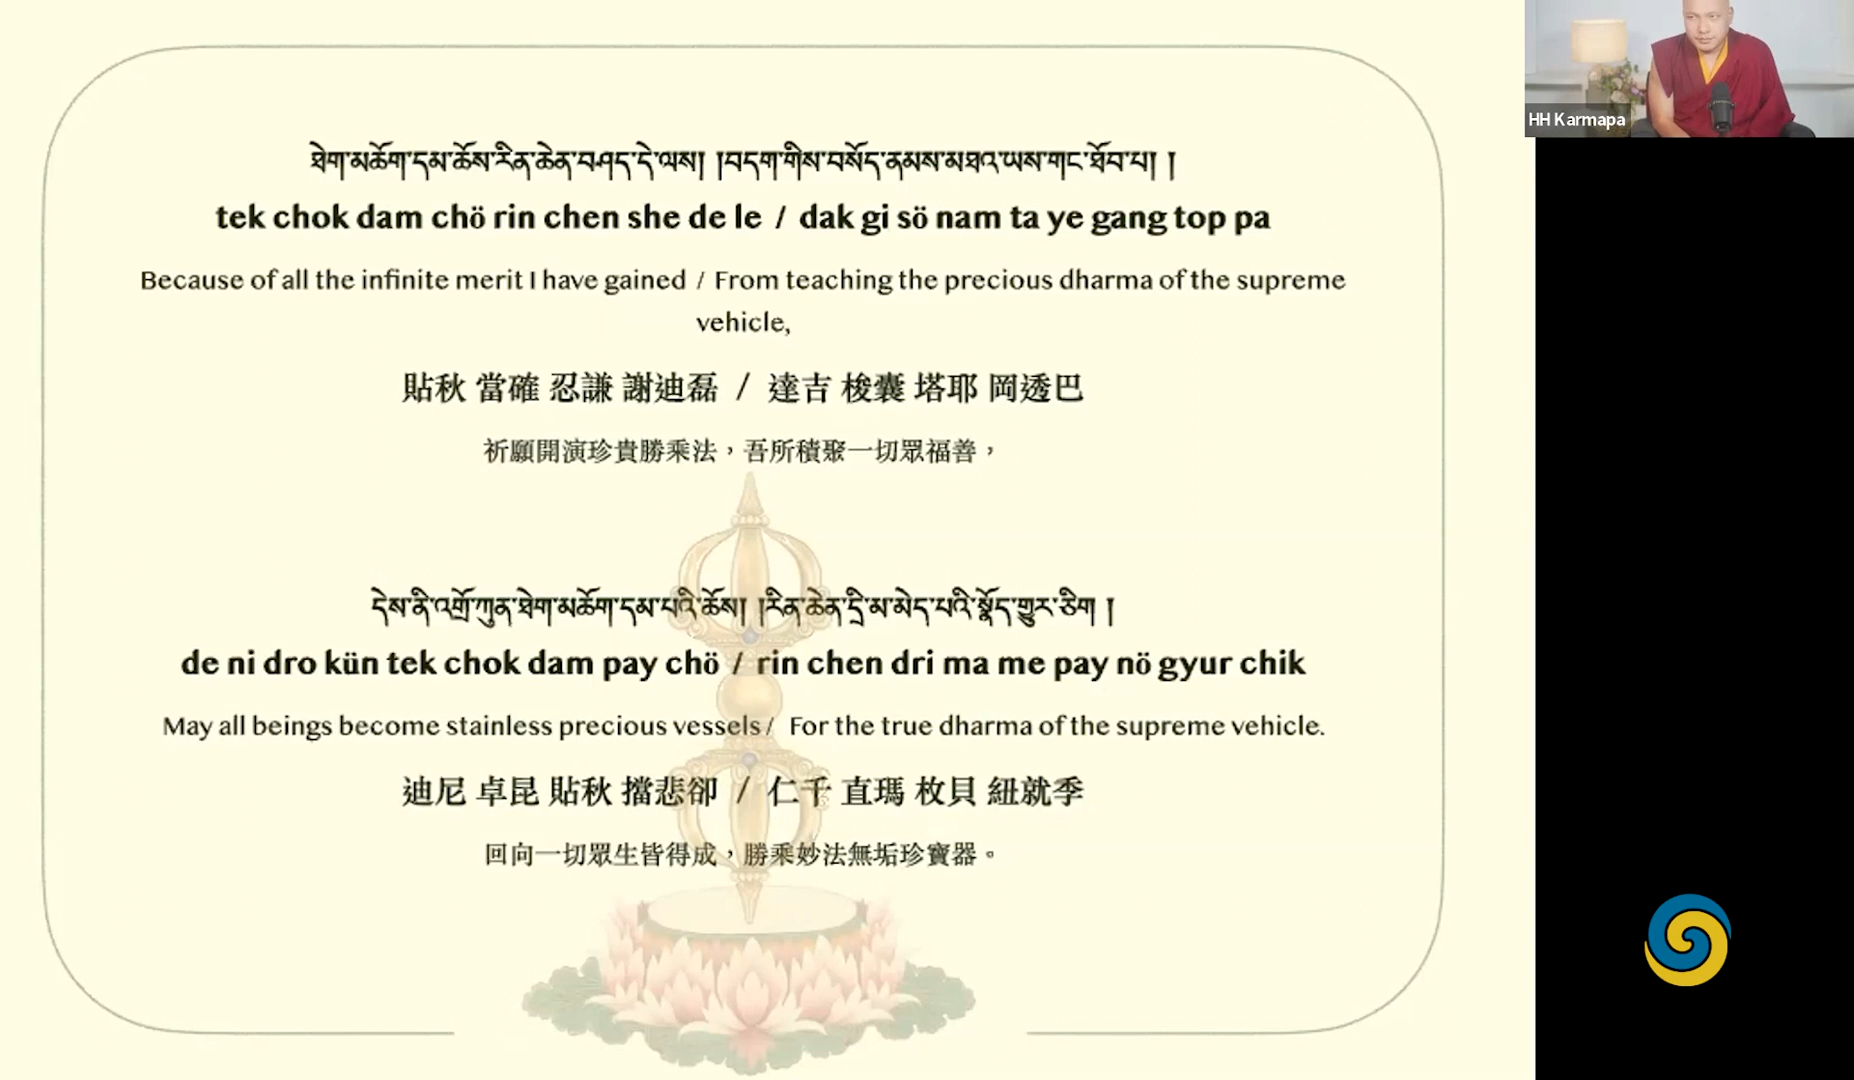 ཐེག་མཆོག་དམ་ཆོས་རིན་ཆེན་བཤད་དེ་ལས། །བདག་གིས་བསོད་ནམས་མཐའ་ཡས་གང་ཐོབ་པ། །
tek chok dam chö rin chen she de le / dak gi sö nam ta ye gang top pa
Because of all the infinite merit I have gained / From teaching the precious dharma of the supreme
vehicle,
貼秋 當確 忍謙 謝迪磊 / 達吉 梭囊 塔耶 岡透巴
祈願開演珍貴勝乘法，吾所積聚一切眾福善，
དེས་ནི་འགྲོ་ཀུན་ཐེག་མཆོག་དམ་པའི་ཆོས། །རིན་ཆེན་དྲི་མ་མེད་པའི་སྣོད་གྱུར་ཅིག །
de ni dro kün tek chok dam pay chö / rin chen dri ma me pay nö gyur chik
May all beings become stainless precious vessels / For the true dharma of the supreme vehicle.
迪尼 卓昆 貼秋 擋悲卻 / 仁千 直瑪 枚貝 紐就季
回向一切眾生皆得成，勝乘妙法無垢珍寶器。
HH Karmapa